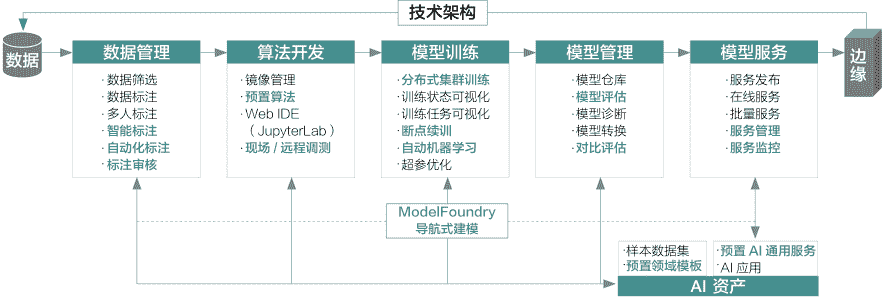 技术架构
数据
数据管理
·数据筛选
·数据标注
·多人标注
·智能标注
·自动化标注
·标注审核
算法开发
·镜像管理
·预置算法
·Web IDE
（JupyterLab）
·现场 / 远程调测
模型训练
·分布式集群训练
·训练状态可视化
·训练任务可视化
·断点续训
·自动机器学习
·超参优化
模型管理
·模型仓库
·模型评估
·模型诊断
·模型转换
·对比评估
模型服务
·服务发布
·在线服务
·批量服务
·服务管理
·服务监控
边缘
ModelFoundry
导航式建模
·样本数据集
·预置领域模板
·预置 AI 通用服务
·AI 应用
AI 资产